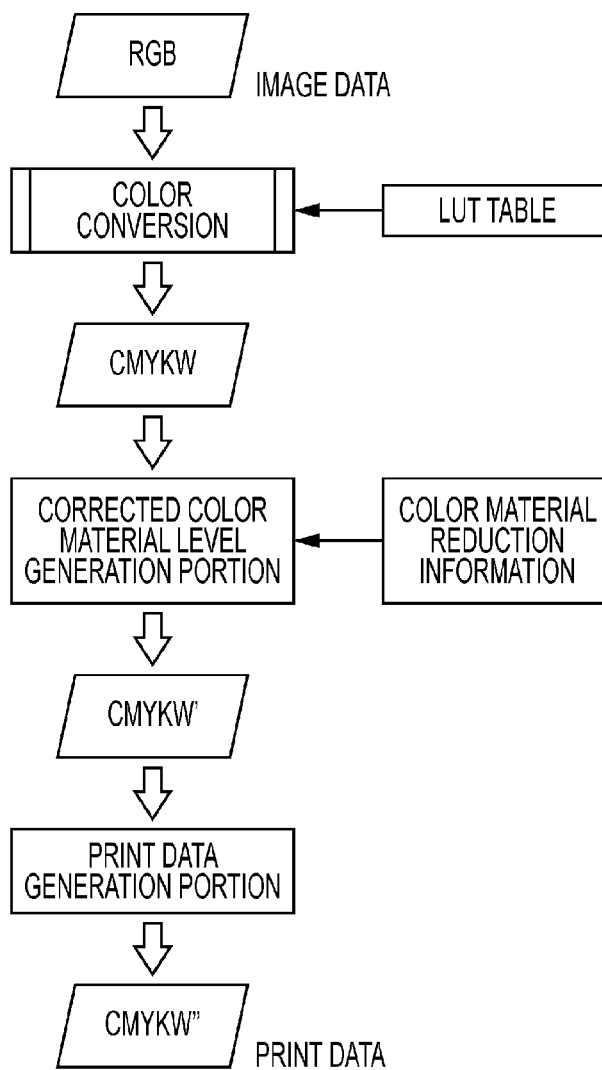 RGB
IMAGE DATA
COLOR
CONVERSION
LUT TABLE
CMYKW
CORRECTED COLOR
MATERIAL LEVEL
GENERATION PORTION
COLOR MATERIAL
REDUCTION
INFORMATION
CMYKW'
PRINT DATA
GENERATION PORTION
CMYKW"
PRINT DATA